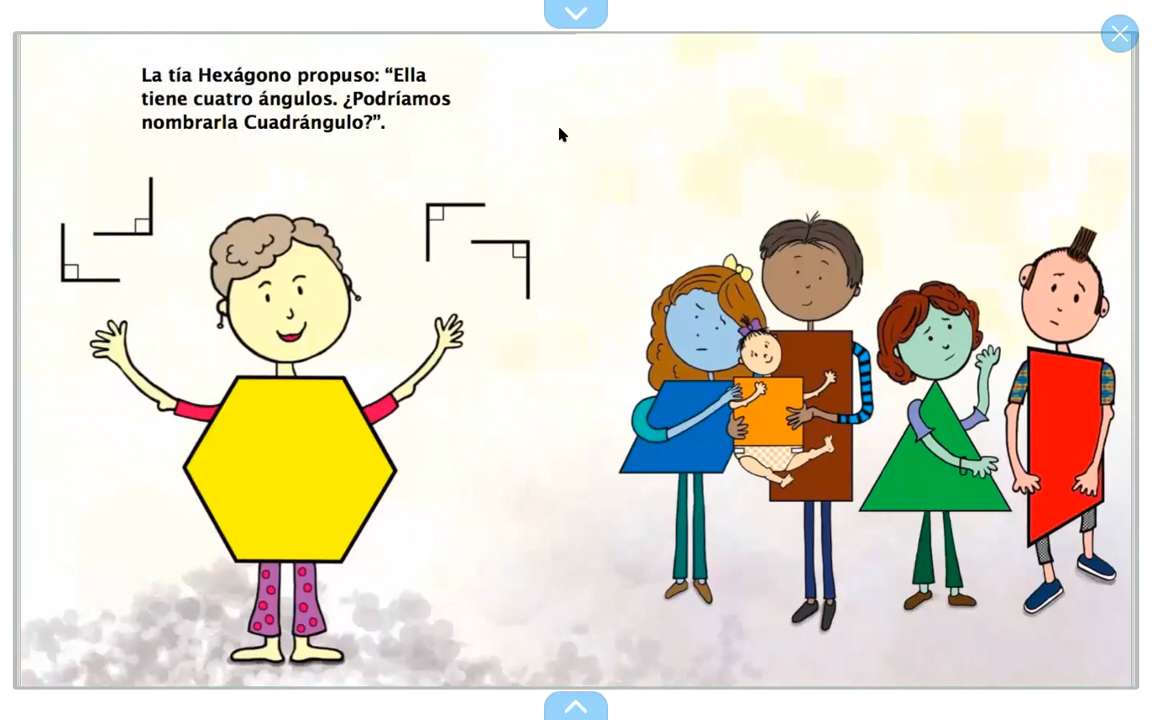 La tía Hexágono propuso: “Ella
tiene cuatro ángulos. ¿Podríamos
nombrarla Cuadrángulo?”.